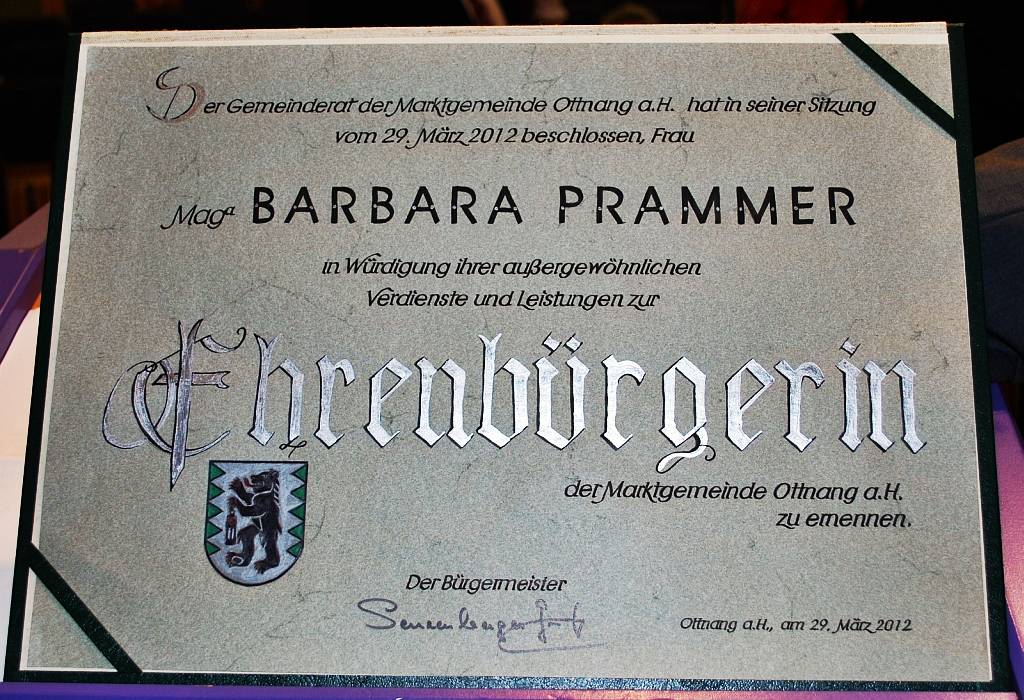 Der Gemeinderat der Marktgemeinde Ottnang a.H. hat in seiner Sitzung
vom 29. März 2012 beschlossen, Frau
Mag.ᵃ BARBARA PRAMMER
in Würdigung ihrer außergewöhnlichen
Verdienste und Leistungen zur
Ehrenbürgerin
der Marktgemeinde Ottnang a.H.
zu ernennen.
Der Bürgermeister
Ottnang a.H., am 29. März 2012